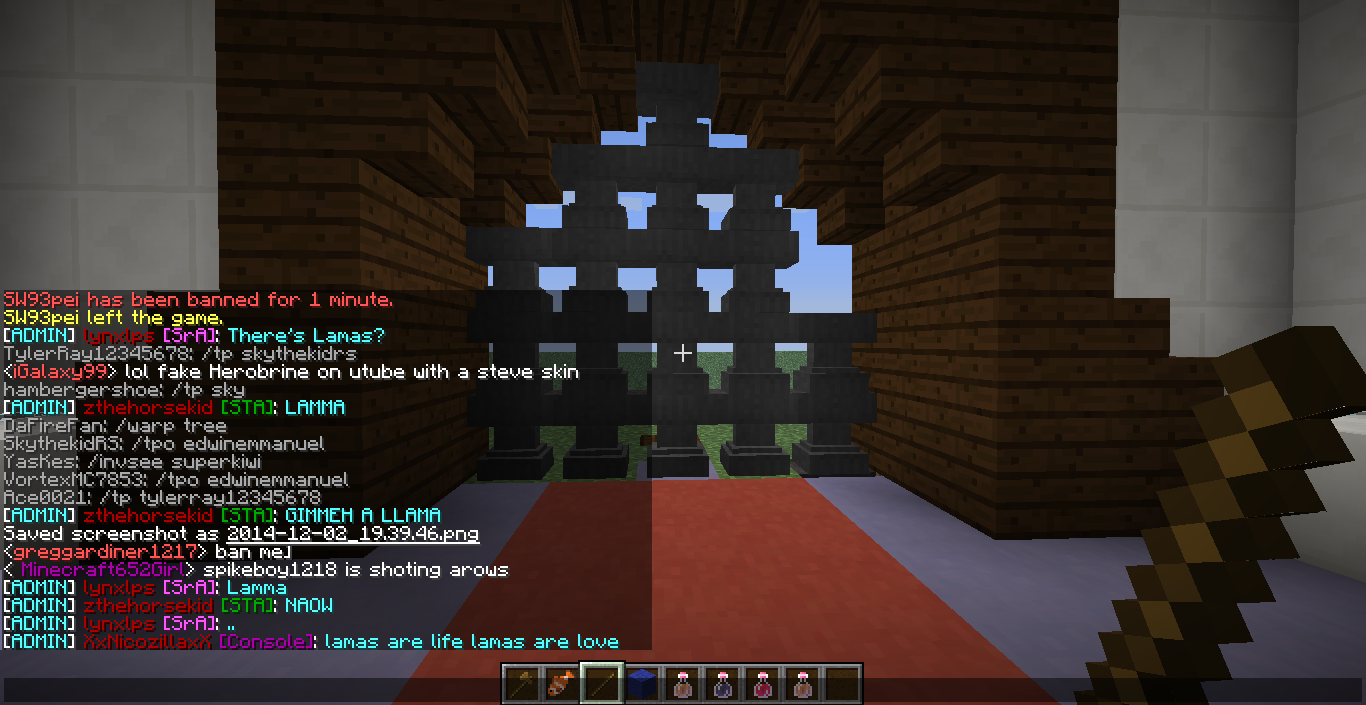 SW93pei has been banned for 1 minute.
SW93pei left the game.
[ADMIN] lynxlps [SrA]: There's Lamas?
TylerRay12345678: /tp skythekidrs
<iGalaxy99> lol fake Herobrine on utube with a steve skin
hambergershoe: /tp sky
[ADMIN] zthehorsekid [STA]: LAMMA
DaFireFan: /warp tree
SkythekidRS: /tpo edwinemmanuel
YasKes: /invsee superkiwi
VortexMC7853: /tpo edwinemmanuel
Ace0021: /tp tylerray12345678
[ADMIN] zthehorsekid [STA]: GIMMEH A LLAMA
Saved screenshot as 2014-12-02_19.39.46.png
<greggardiner1217> ban me]
< Minecraft652Girl> spikeboy1218 is shoting arows
[ADMIN] lynxlps [SrA]: Lamma
[ADMIN] zthehorsekid [STA]: NAOW
[ADMIN] lynxlps [SrA]: ..
[ADMIN] XxNicozillaxX [Console]: lamas are life lamas are love